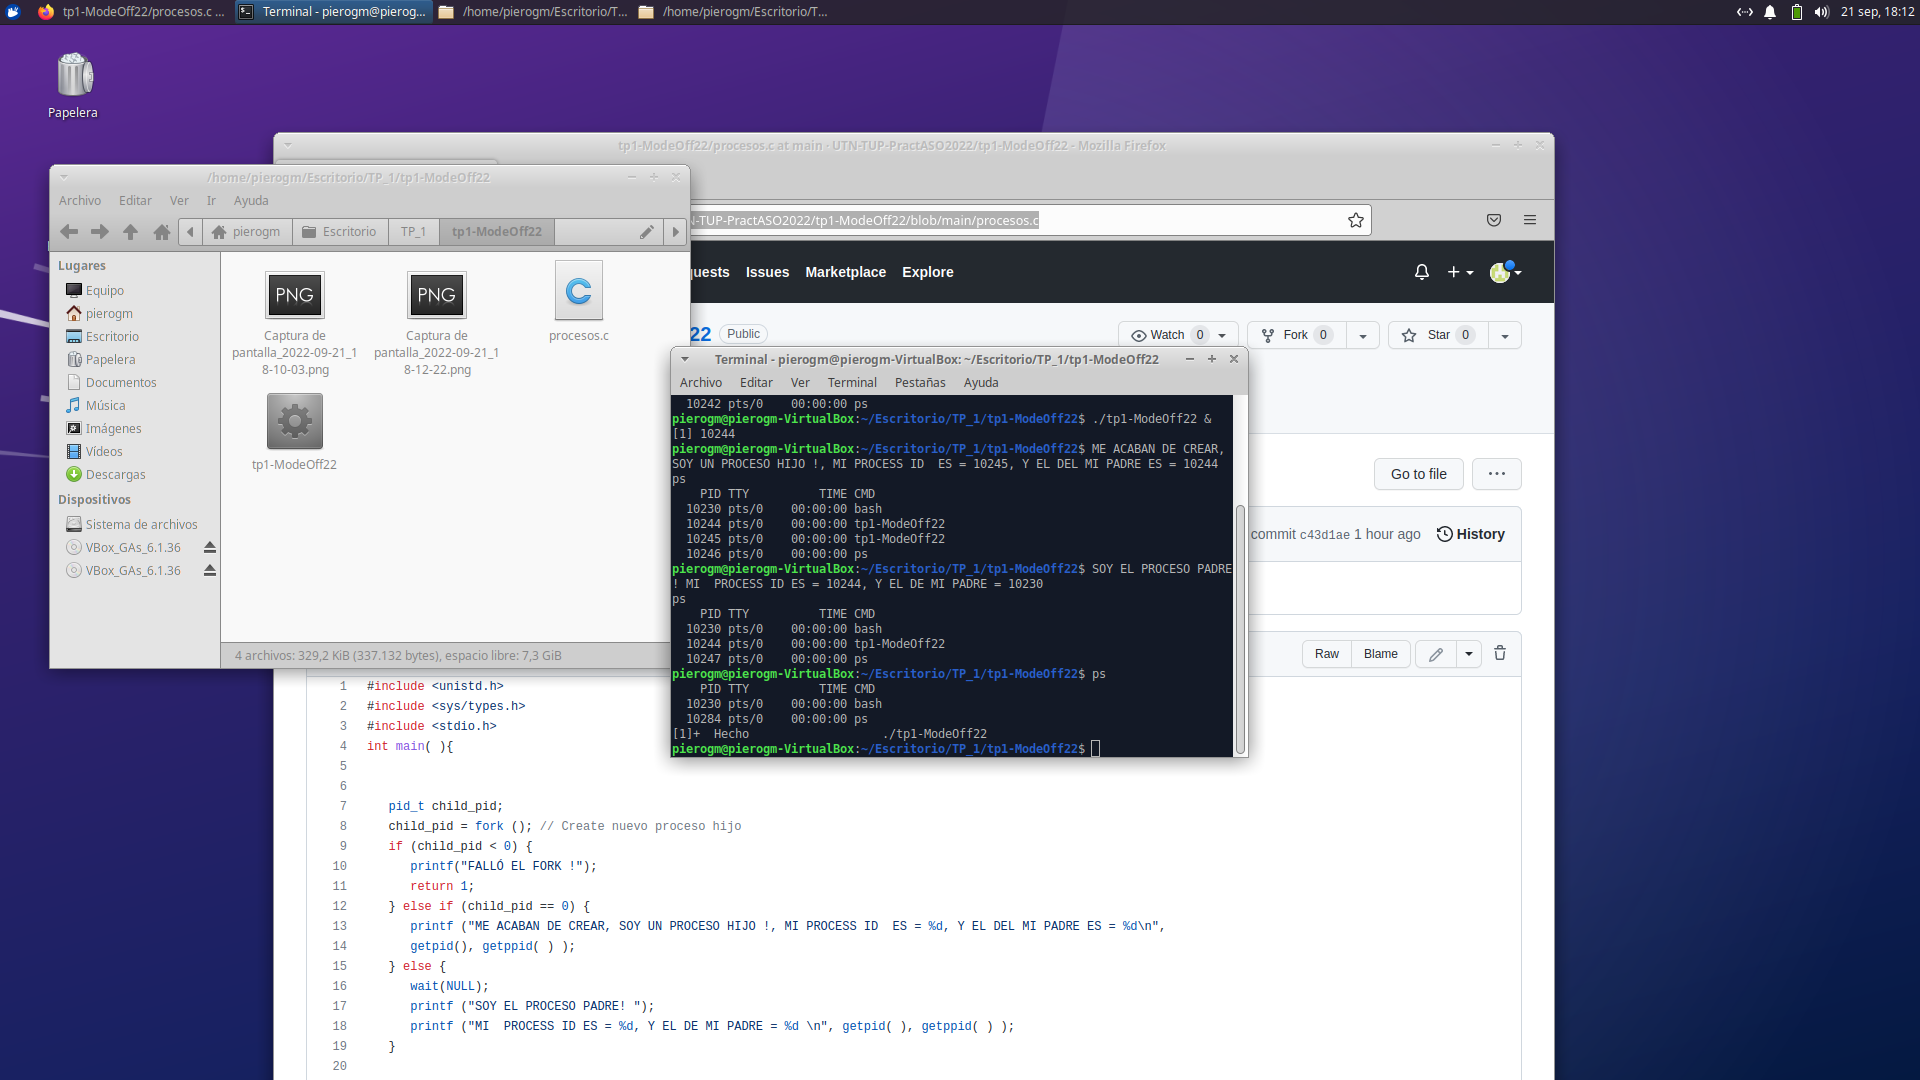 tp1-ModeOff22/procesos.c ...
Terminal - pierogm@pierog...
/home/pierogm/Escritorio/T...
/home/pierogm/Escritorio/T...
21 sep, 18:12
Papelera
tp1-ModeOff22/procesos.c at main · UTN-TUP-PractASO2022/tp1-ModeOff22 - Mozilla Firefox
N-TUP-PractASO2022/tp1-ModeOff22/blob/main/procesos.c
quests Issues Marketplace Explore
22 Public
Watch 0
Fork 0
Star 0
Go to file
commit c43d1ae 1 hour ago History
Raw Blame
/home/pierogm/Escritorio/TP_1/tp1-ModeOff22
Archivo Editar Ver Ir Ayuda
pierogm Escritorio TP_1 tp1-ModeOff22
Lugares
Equipo
pierogm
Escritorio
Papelera
Documentos
Música
Imágenes
Vídeos
Descargas
Dispositivos
Sistema de archivos
VBox_GAs_6.1.36
VBox_GAs_6.1.36
PNG
Captura de
pantalla_2022-09-21_1
8-10-03.png
PNG
Captura de
pantalla_2022-09-21_1
8-12-22.png
C
procesos.c
tp1-ModeOff22
4 archivos: 329,2 KiB (337.132 bytes), espacio libre: 7,3 GiB
Terminal - pierogm@pierogm-VirtualBox: ~/Escritorio/TP_1/tp1-ModeOff22
Archivo Editar Ver Terminal Pestañas Ayuda
10242 pts/0 00:00:00 ps
pierogm@pierogm-VirtualBox:~/Escritorio/TP_1/tp1-ModeOff22$ ./tp1-ModeOff22 &
[1] 10244
pierogm@pierogm-VirtualBox:~/Escritorio/TP_1/tp1-ModeOff22$ ME ACABAN DE CREAR,
SOY UN PROCESO HIJO !, MI PROCESS ID  ES = 10245, Y EL DEL MI PADRE ES = 10244
ps
PID TTY TIME CMD
10230 pts/0 00:00:00 bash
10244 pts/0 00:00:00 tp1-ModeOff22
10245 pts/0 00:00:00 tp1-ModeOff22
10246 pts/0 00:00:00 ps
pierogm@pierogm-VirtualBox:~/Escritorio/TP_1/tp1-ModeOff22$ SOY EL PROCESO PADRE
! MI  PROCESS ID ES = 10244, Y EL DE MI PADRE = 10230
ps
PID TTY TIME CMD
10230 pts/0 00:00:00 bash
10244 pts/0 00:00:00 tp1-ModeOff22
10247 pts/0 00:00:00 ps
pierogm@pierogm-VirtualBox:~/Escritorio/TP_1/tp1-ModeOff22$ ps
PID TTY TIME CMD
10230 pts/0 00:00:00 bash
10284 pts/0 00:00:00 ps
[1]+  Hecho ./tp1-ModeOff22
pierogm@pierogm-VirtualBox:~/Escritorio/TP_1/tp1-ModeOff22$
1 #include <unistd.h>
2 #include <sys/types.h>
3 #include <stdio.h>
4 int main( ){
5
6
7 pid_t child_pid;
8 child_pid = fork (); // Create nuevo proceso hijo
9 if (child_pid < 0) {
10 printf("FALLÓ EL FORK !");
11 return 1;
12 } else if (child_pid == 0) {
13 printf ("ME ACABAN DE CREAR, SOY UN PROCESO HIJO !, MI PROCESS ID  ES = %d, Y EL DEL MI PADRE ES = %d\n",
14 getpid(), getppid( ) );
15 } else {
16 wait(NULL);
17 printf ("SOY EL PROCESO PADRE! ");
18 printf ("MI  PROCESS ID ES = %d, Y EL DE MI PADRE = %d \n", getpid( ), getppid( ) );
19 }
20